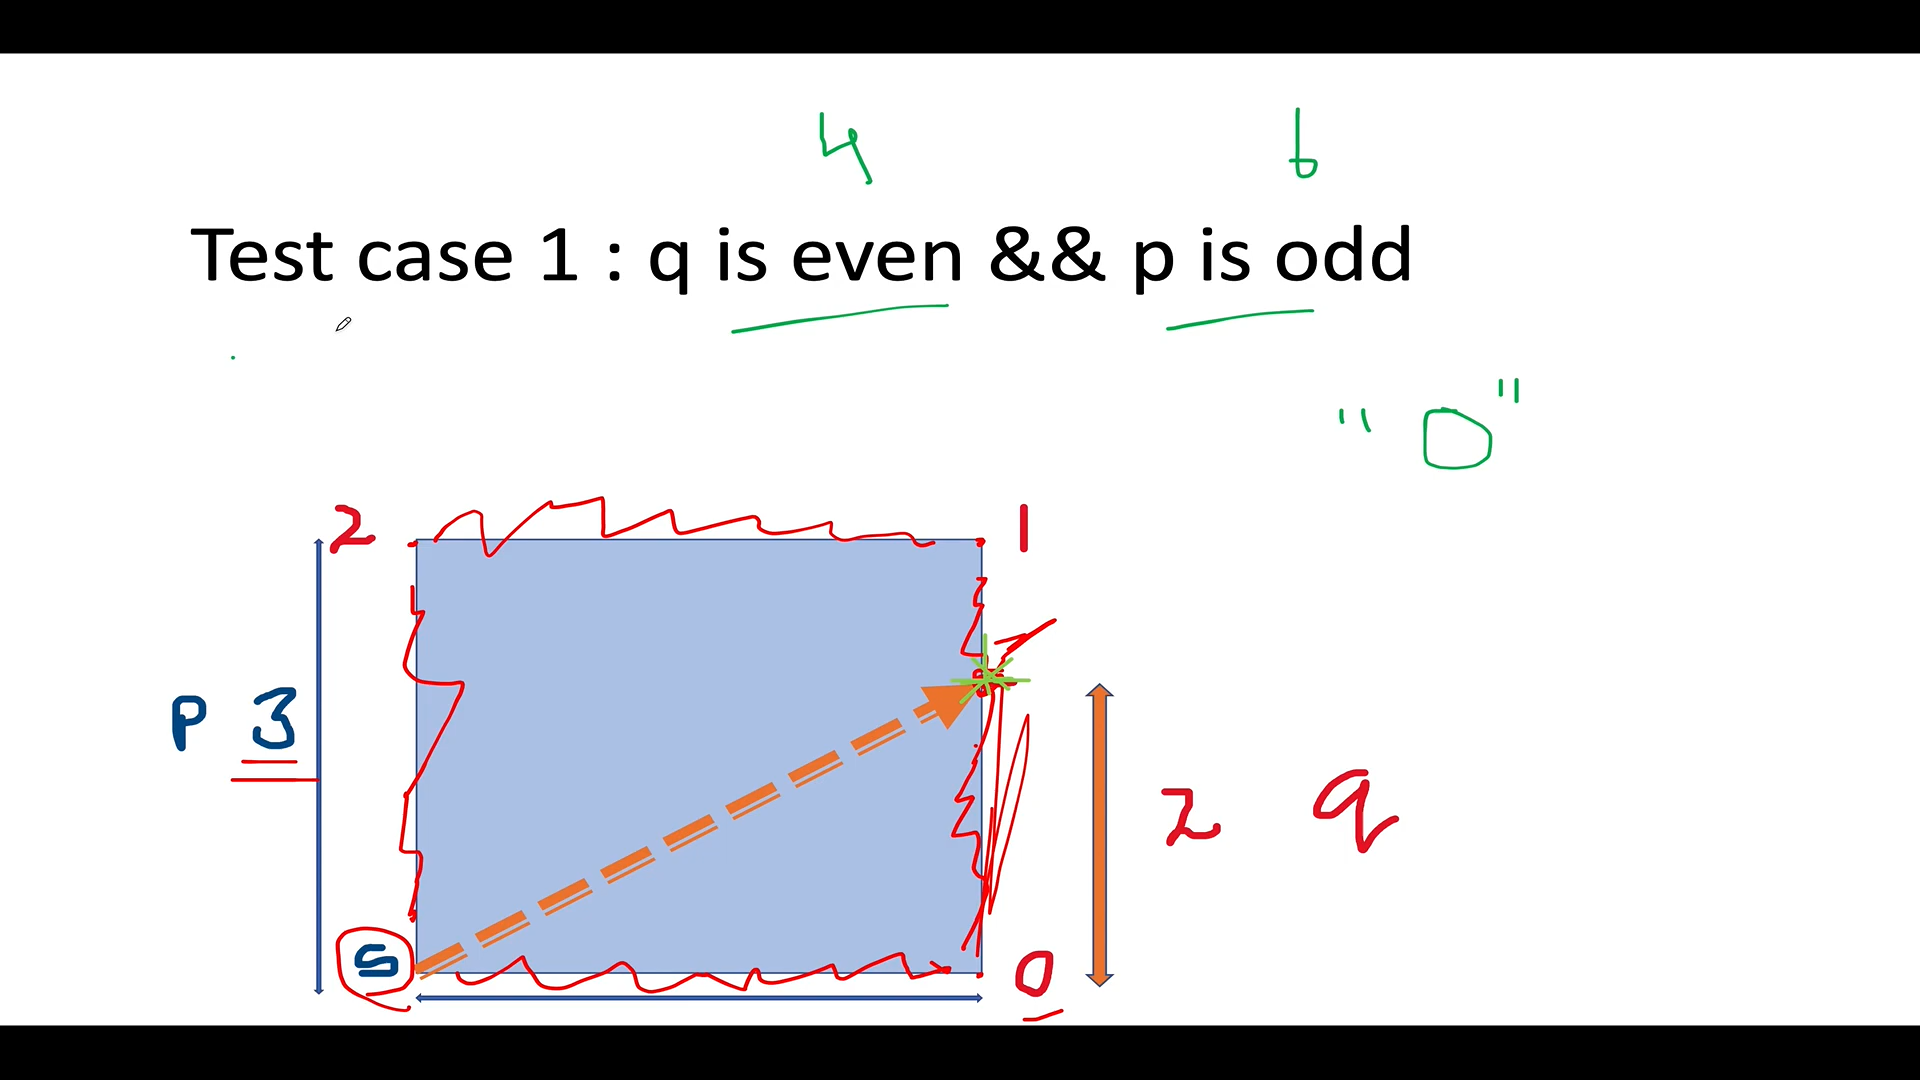 4 6
Test case 1 : q is even && p is odd
" 0 "
2 1
p 3
2 q
S 0